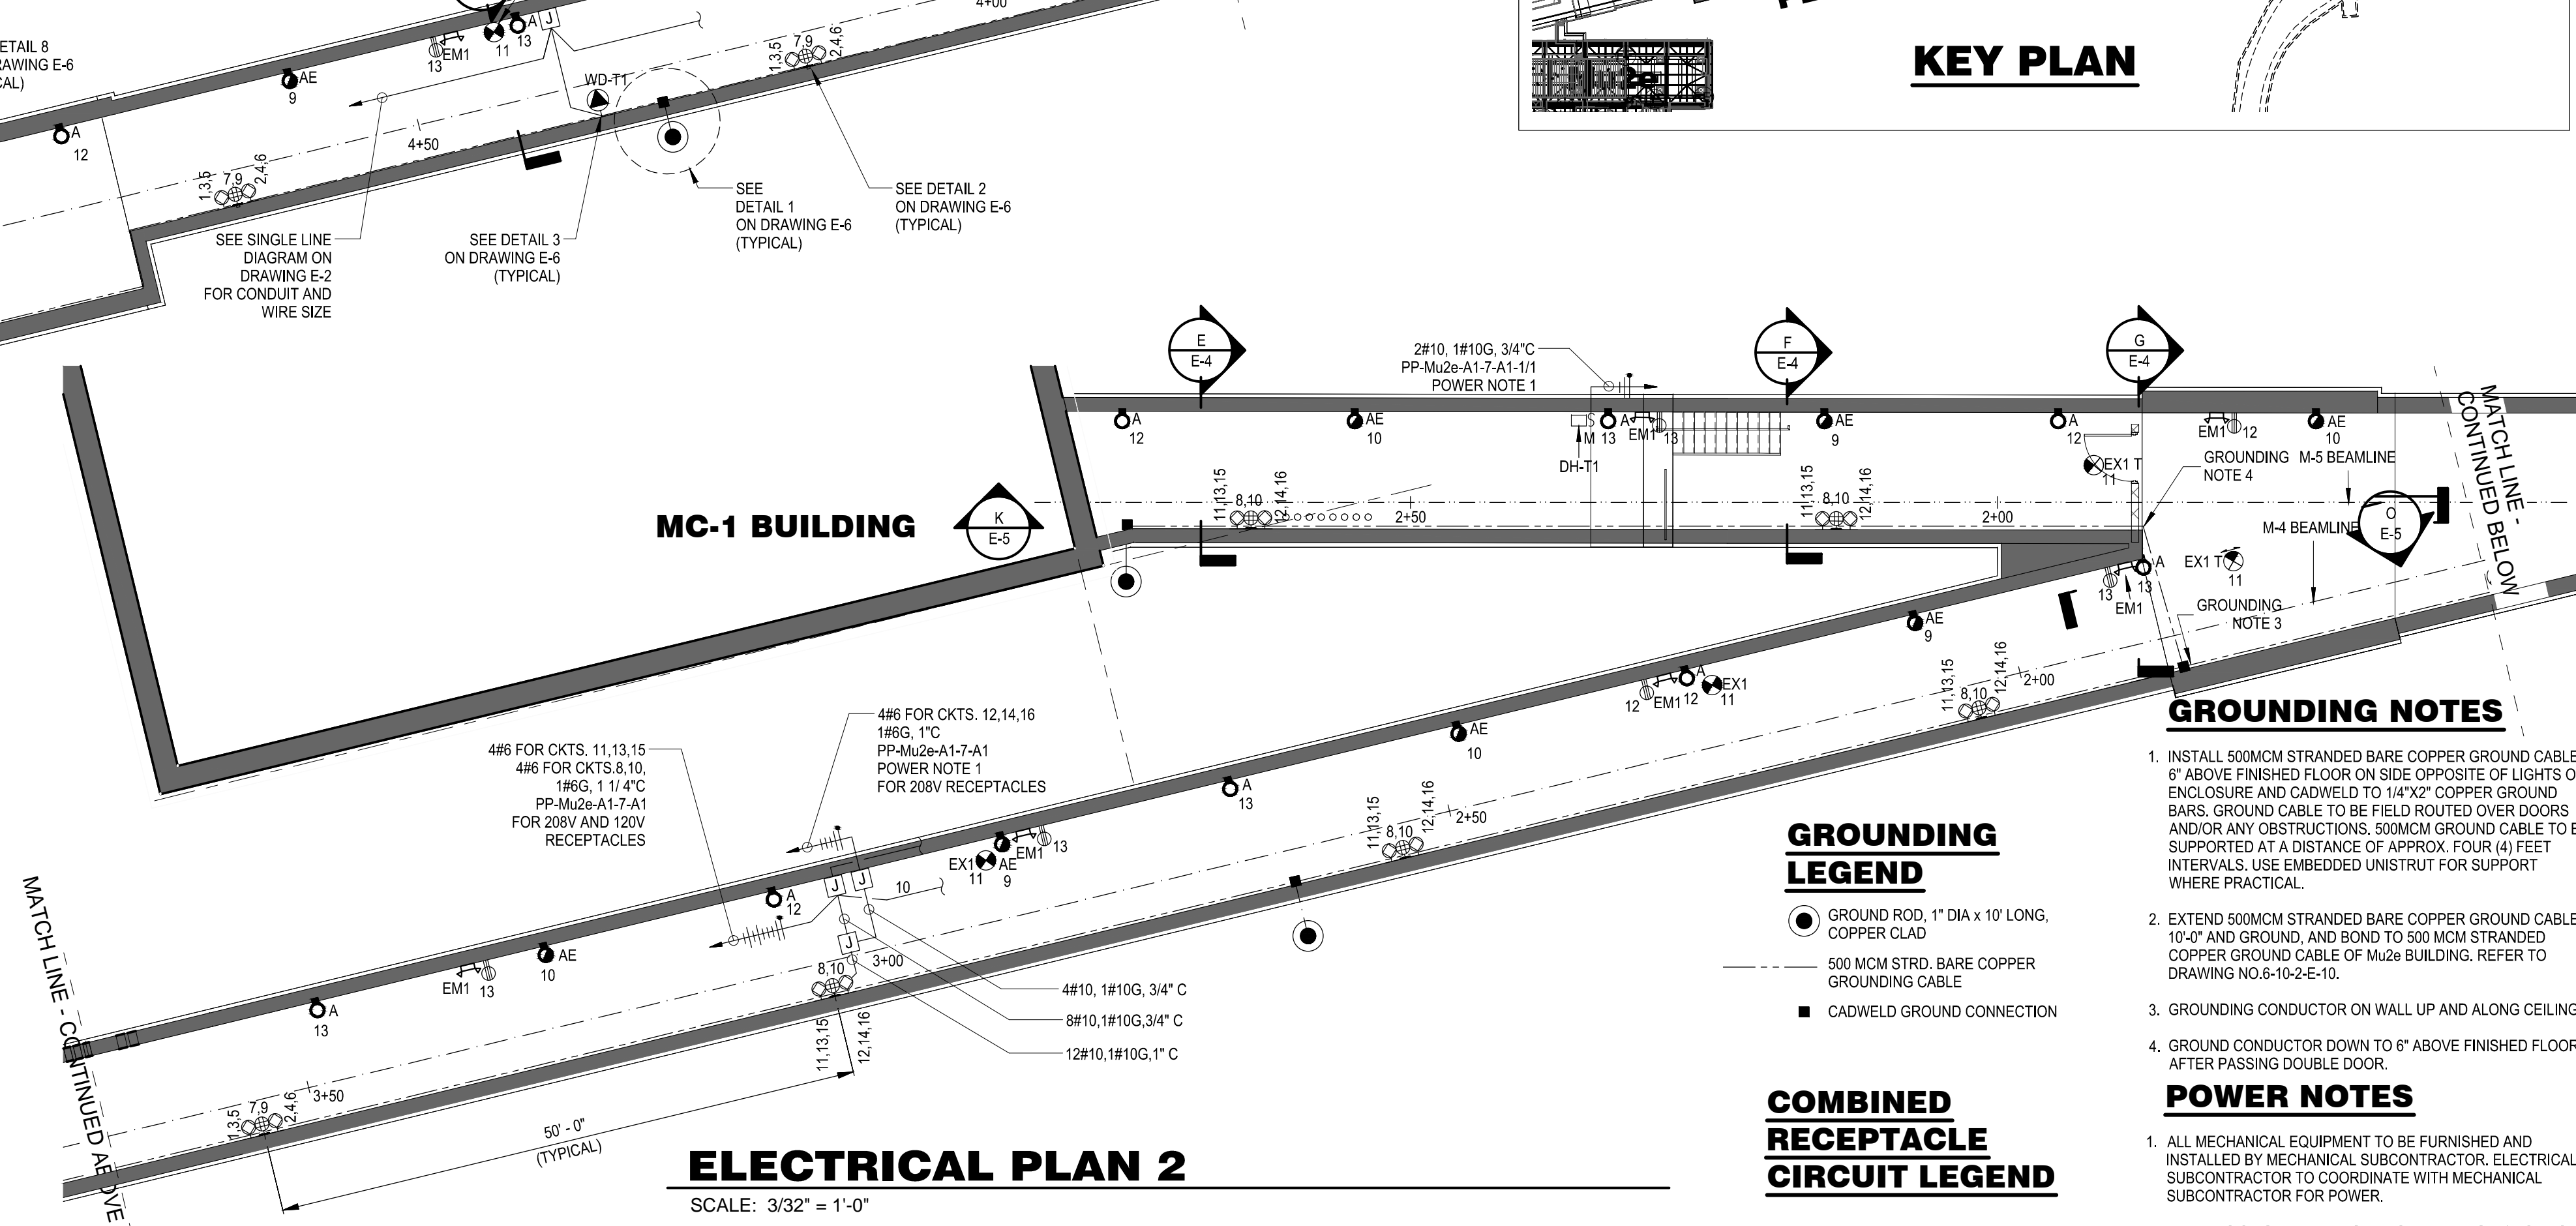 ETAIL 8
AWING E-6
CAL)
AE
9
A
12
13
EM1
11
A
13
J
4+00
1,3,5
7,9
2,4,6
WD-T1
4+50
1,3,5
7,9
2,4,6
SEE SINGLE LINE
DIAGRAM ON
DRAWING E-2
FOR CONDUIT AND
WIRE SIZE
SEE DETAIL 3
ON DRAWING E-6
(TYPICAL)
SEE
DETAIL 1
ON DRAWING E-6
(TYPICAL)
SEE DETAIL 2
ON DRAWING E-6
(TYPICAL)
KEY PLAN
E
E-4
2#10, 1#10G, 3/4"C
PP-Mu2e-A1-7-A1-1/1
POWER NOTE 1
F
E-4
G
E-4
MATCH LINE -
CONTINUED BELOW
A
12
AE
10
S
M
13
A
EM1
13
DH-T1
AE
9
A
12
EX1 T
11
EM1
12
AE
10
GROUNDING
NOTE 4
M-5 BEAMLINE
M-4 BEAMLINE
O
E-5
MC-1 BUILDING
K
E-5
11,13,15
8,10
12,14,16
2+50
11,13,15
8,10
12,14,16
2+00
EX1 T
11
A
13
13
EM1
GROUNDING
NOTE 3
AE
9
A
12
EM1
12
EX1
11
11,13,15
8,10
12,14,16
2+00
AE
10
4#6 FOR CKTS. 11,13,15
4#6 FOR CKTS.8,10,
1#6G, 1 1/ 4"C
PP-Mu2e-A1-7-A1
FOR 208V AND 120V
RECEPTACLES
4#6 FOR CKTS. 12,14,16
1#6G, 1"C
PP-Mu2e-A1-7-A1
POWER NOTE 1
FOR 208V RECEPTACLES
A
13
11,13,15
8,10
12,14,16
2+50
EX1
11
AE
9
EM1
13
J
J
10
J
A
12
AE
10
EM1
13
A
13
8,10
3+00
11,13,15
12,14,16
4#10, 1#10G, 3/4" C
8#10,1#10G,3/4" C
12#10,1#10G,1" C
MATCH LINE - CONTINUED ABOVE
1,3,5
7,9
2,4,6
3+50
50' - 0"
(TYPICAL)
ELECTRICAL PLAN 2
SCALE: 3/32" = 1'-0"
GROUNDING
LEGEND
GROUND ROD, 1" DIA x 10' LONG,
COPPER CLAD
500 MCM STRD. BARE COPPER
GROUNDING CABLE
CADWELD GROUND CONNECTION
COMBINED
RECEPTACLE
CIRCUIT LEGEND
GROUNDING NOTES
1. INSTALL 500MCM STRANDED BARE COPPER GROUND CABLE
6" ABOVE FINISHED FLOOR ON SIDE OPPOSITE OF LIGHTS O
ENCLOSURE AND CADWELD TO 1/4"X2" COPPER GROUND
BARS. GROUND CABLE TO BE FIELD ROUTED OVER DOORS
AND/OR ANY OBSTRUCTIONS. 500MCM GROUND CABLE TO B
SUPPORTED AT A DISTANCE OF APPROX. FOUR (4) FEET
INTERVALS. USE EMBEDDED UNISTRUT FOR SUPPORT
WHERE PRACTICAL.
2. EXTEND 500MCM STRANDED BARE COPPER GROUND CABLE
10'-0" AND GROUND, AND BOND TO 500 MCM STRANDED
COPPER GROUND CABLE OF Mu2e BUILDING. REFER TO
DRAWING NO.6-10-2-E-10.
3. GROUNDING CONDUCTOR ON WALL UP AND ALONG CEILING
4. GROUND CONDUCTOR DOWN TO 6" ABOVE FINISHED FLOOR
AFTER PASSING DOUBLE DOOR.
POWER NOTES
1. ALL MECHANICAL EQUIPMENT TO BE FURNISHED AND
INSTALLED BY MECHANICAL SUBCONTRACTOR. ELECTRICAL
SUBCONTRACTOR TO COORDINATE WITH MECHANICAL
SUBCONTRACTOR FOR POWER.